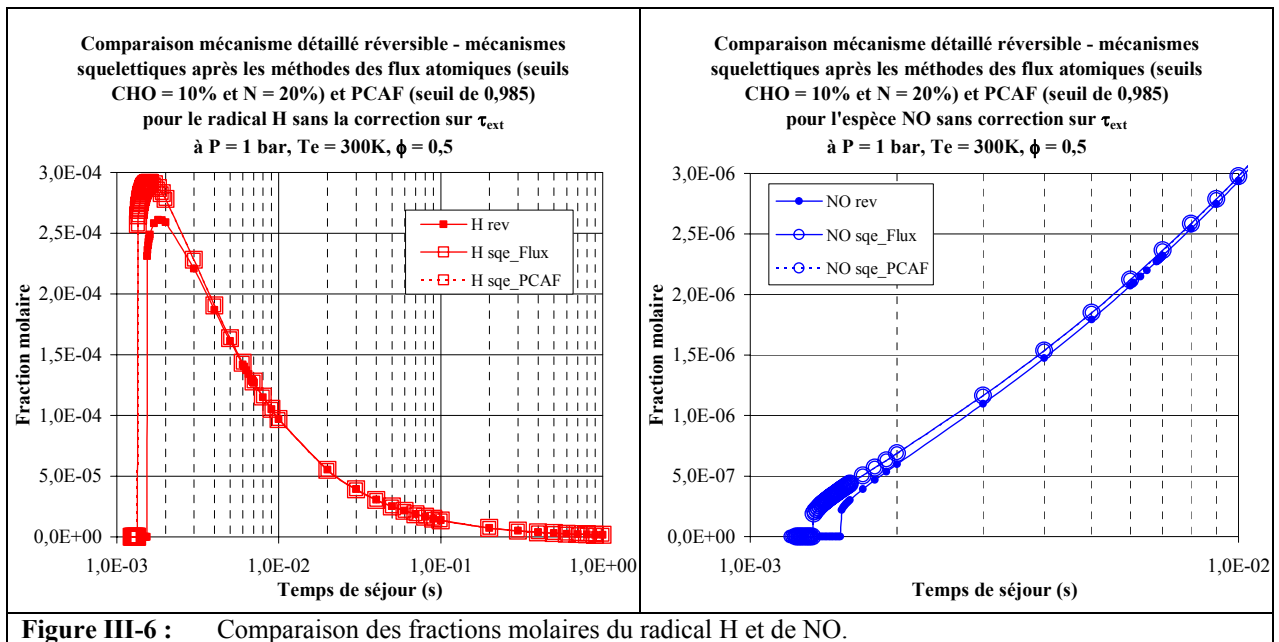 Comparaison mécanisme détaillé réversible - mécanismes
squelettiques après les méthodes des flux atomiques (seuils
CHO = 10% et N = 20%) et PCAF (seuil de 0,985)
pour le radical H sans la correction sur τext
à P = 1 bar, Te = 300K, ϕ = 0,5
3,0E-04
2,5E-04
2,0E-04
1,5E-04
1,0E-04
5,0E-05
0,0E+00
Fraction molaire
H rev
H sqe_Flux
H sqe_PCAF
1,0E-03 1,0E-02 1,0E-01 1,0E+00
Temps de séjour (s)
Comparaison mécanisme détaillé réversible - mécanismes
squelettiques après les méthodes des flux atomiques (seuils
CHO = 10% et N = 20%) et PCAF (seuil de 0,985)
pour l'espèce NO sans correction sur τext
à P = 1 bar, Te = 300K, ϕ = 0,5
3,0E-06
2,5E-06
2,0E-06
1,5E-06
1,0E-06
5,0E-07
0,0E+00
Fraction molaire
NO rev
NO sqe_Flux
NO sqe_PCAF
1,0E-03 1,0E-02
Temps de séjour (s)
Figure III-6 : Comparaison des fractions molaires du radical H et de NO.